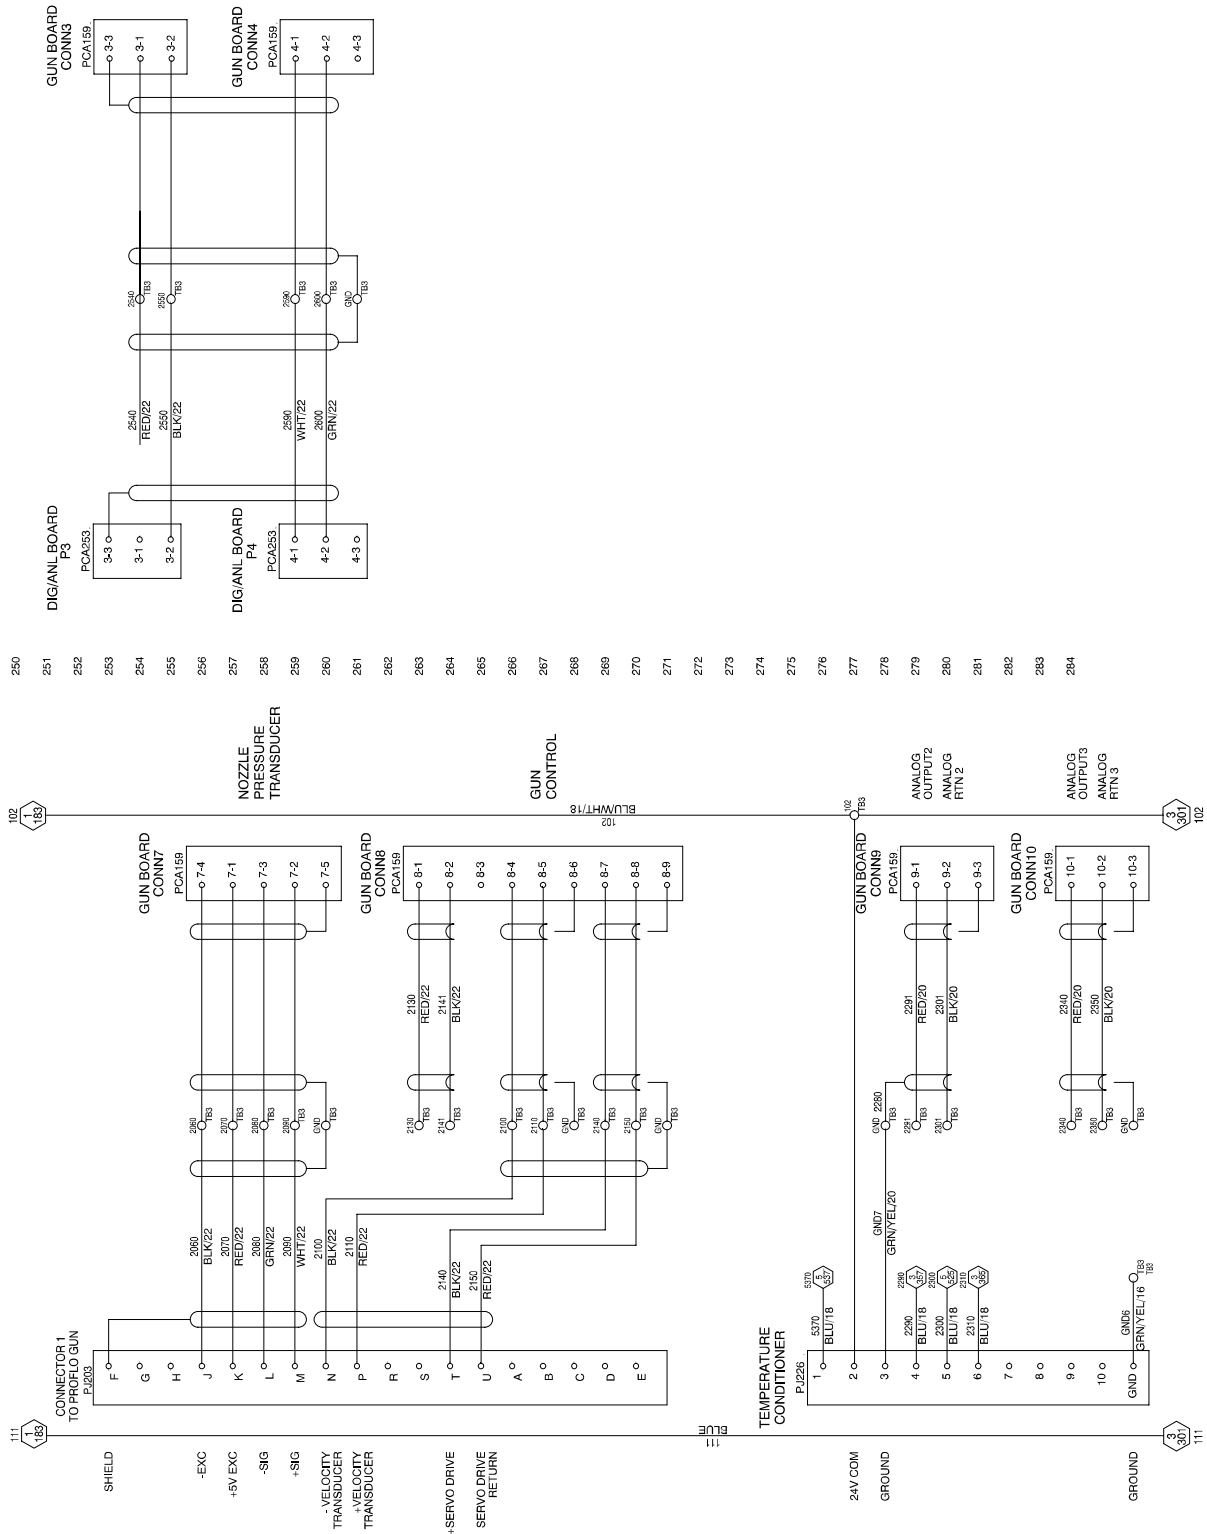 GUN BOARD
CONN3
PCA159.
3-3
3-1
3-2
GUN BOARD
CONN4
PCA159.
4-1
4-2
4-3
2540
TB3
2550
TB3
2590
TB3
2600
TB3
GND
TB3
2540
RED/22
2550
BLK/22
2590
WHT/22
2600
GRN/22
DIG/ANL BOARD
P3
PCA253.
3-3
3-1
3-2
DIG/ANL BOARD
P4
PCA253.
4-1
4-2
4-3
250
251
252
253
254
255
256
257
258
259
260
261
262
263
264
265
266
267
268
269
270
271
272
273
274
275
276
277
278
279
280
281
282
283
284
NOZZLE
PRESSURE
TRANSDUCER
GUN
CONTROL
ANALOG
OUTPUT2
ANALOG
RTN 2
ANALOG
OUTPUT3
ANALOG
RTN 3
102
1
183
102
BLU/WHT/18
102
TB3
3
301
102
GUN BOARD
CONN7
PCA159
7-4
7-1
7-3
7-2
7-5
GUN BOARD
CONN8
PCA159
8-1
8-2
8-3
8-4
8-5
8-6
8-7
8-8
8-9
GUN BOARD
CONN9
PCA159.
9-1
9-2
9-3
GUN BOARD
CONN10
PCA159.
10-1
10-2
10-3
2130
RED/22
2141
BLK/22
2291
RED/20
2301
BLK/20
2340
RED/20
2350
BLK/20
2060
TB3
2070
TB3
2080
TB3
2090
TB3
GND
TB3
2130
TB3
2141
TB3
2100
TB3
2110
TB3
GND
TB3
2140
TB3
2150
TB3
GND
TB3
GND
2280
TB3
2291
TB3
2301
TB3
2340
TB3
2350
TB3
GND
TB3
2060
BLK/22
2070
RED/22
2080
GRN/22
2090
WHT/22
2100
BLK/22
2110
RED/22
2140
BLK/22
2150
RED/22
GND7
GRN/YEL/20
5370
5
537
2290
3
357
2300
5
525
2310
3
365
5370
BLU/18
2290
BLU/18
2300
BLU/18
2310
BLU/18
GND6
GRN/YEL/16
TB3
TB3
CONNECTOR 1
TO PROFLO GUN
PJ203
F
G
H
J
K
L
M
N
P
R
S
T
U
A
B
C
D
E
TEMPERATURE
CONDITIONER
PJ226.
1
2
3
4
5
6
7
8
9
10
GND
111
1
183
111
BLUE
3
301
111
SHIELD
-EXC
+5V EXC
-SIG
+SIG
- VELOCITY
TRANSDUCER
+VELOCITY
TRANSDUCER
+SERVO DRIVE
SERVO DRIVE
RETURN
24V COM
GROUND
GROUND